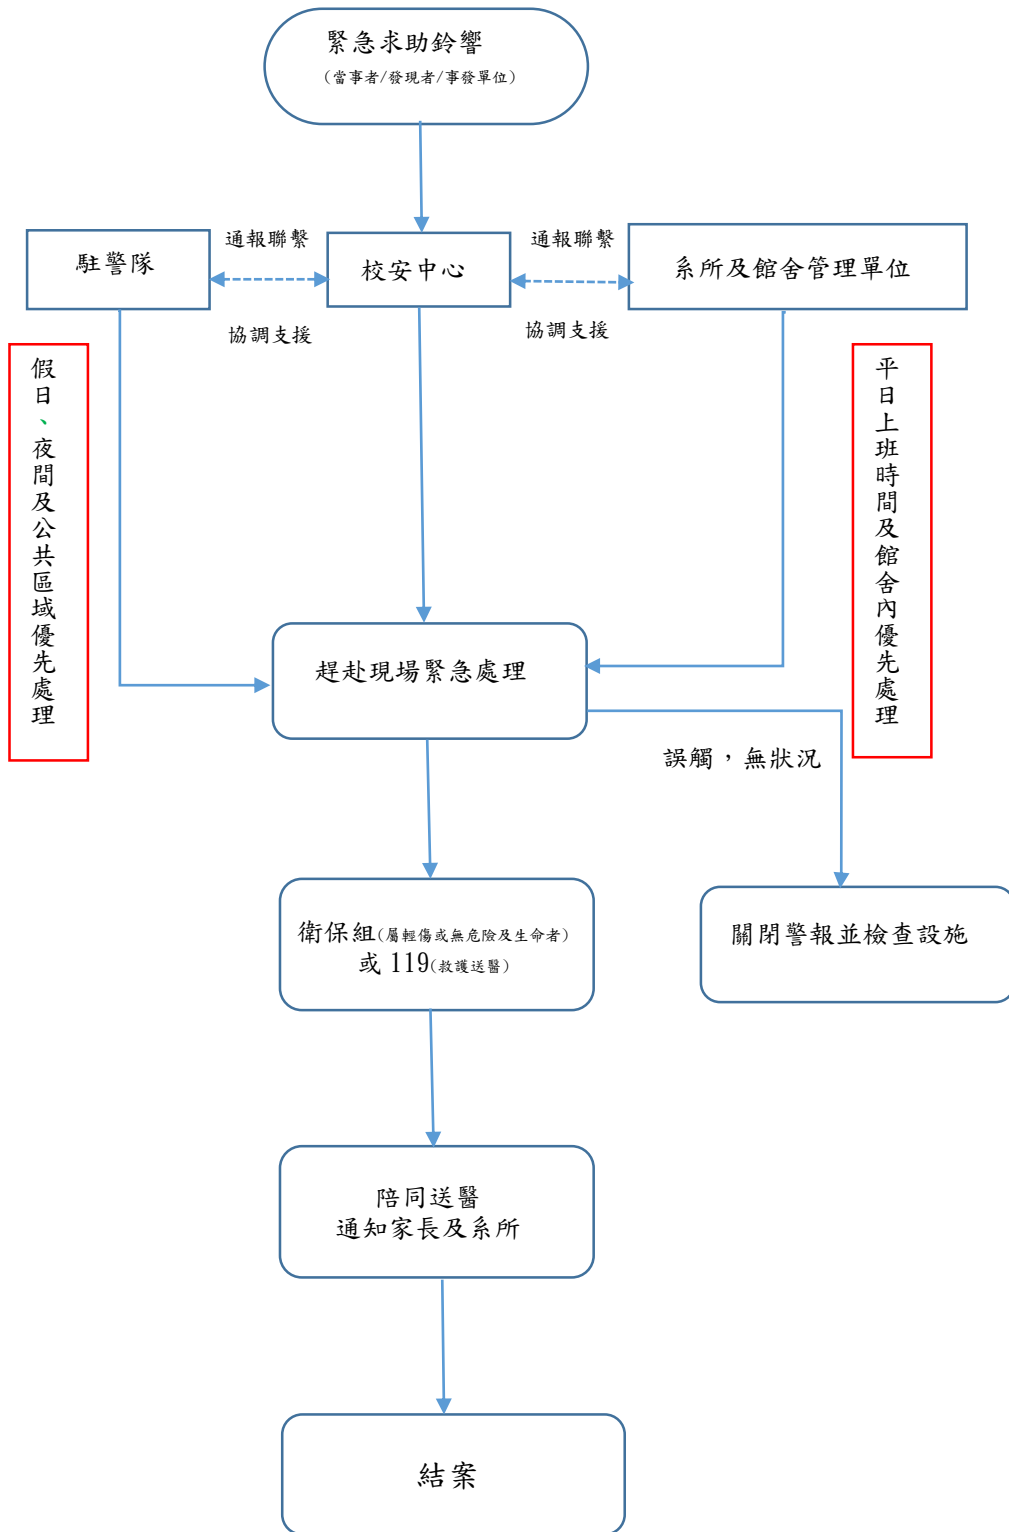 緊急求助鈴響
(當事者/發現者/事發單位)
駐警隊
通報聯繫
校安中心
通報聯繫
系所及館舍管理單位
協調支援
協調支援
假日、夜間及公共區域優先處理
平日上班時間及館舍內優先處理
趕赴現場緊急處理
誤觸，無狀況
衛保組(屬輕傷或無危險及生命者)
或 119(救護送醫)
關閉警報並檢查設施
陪同送醫
通知家長及系所
結案